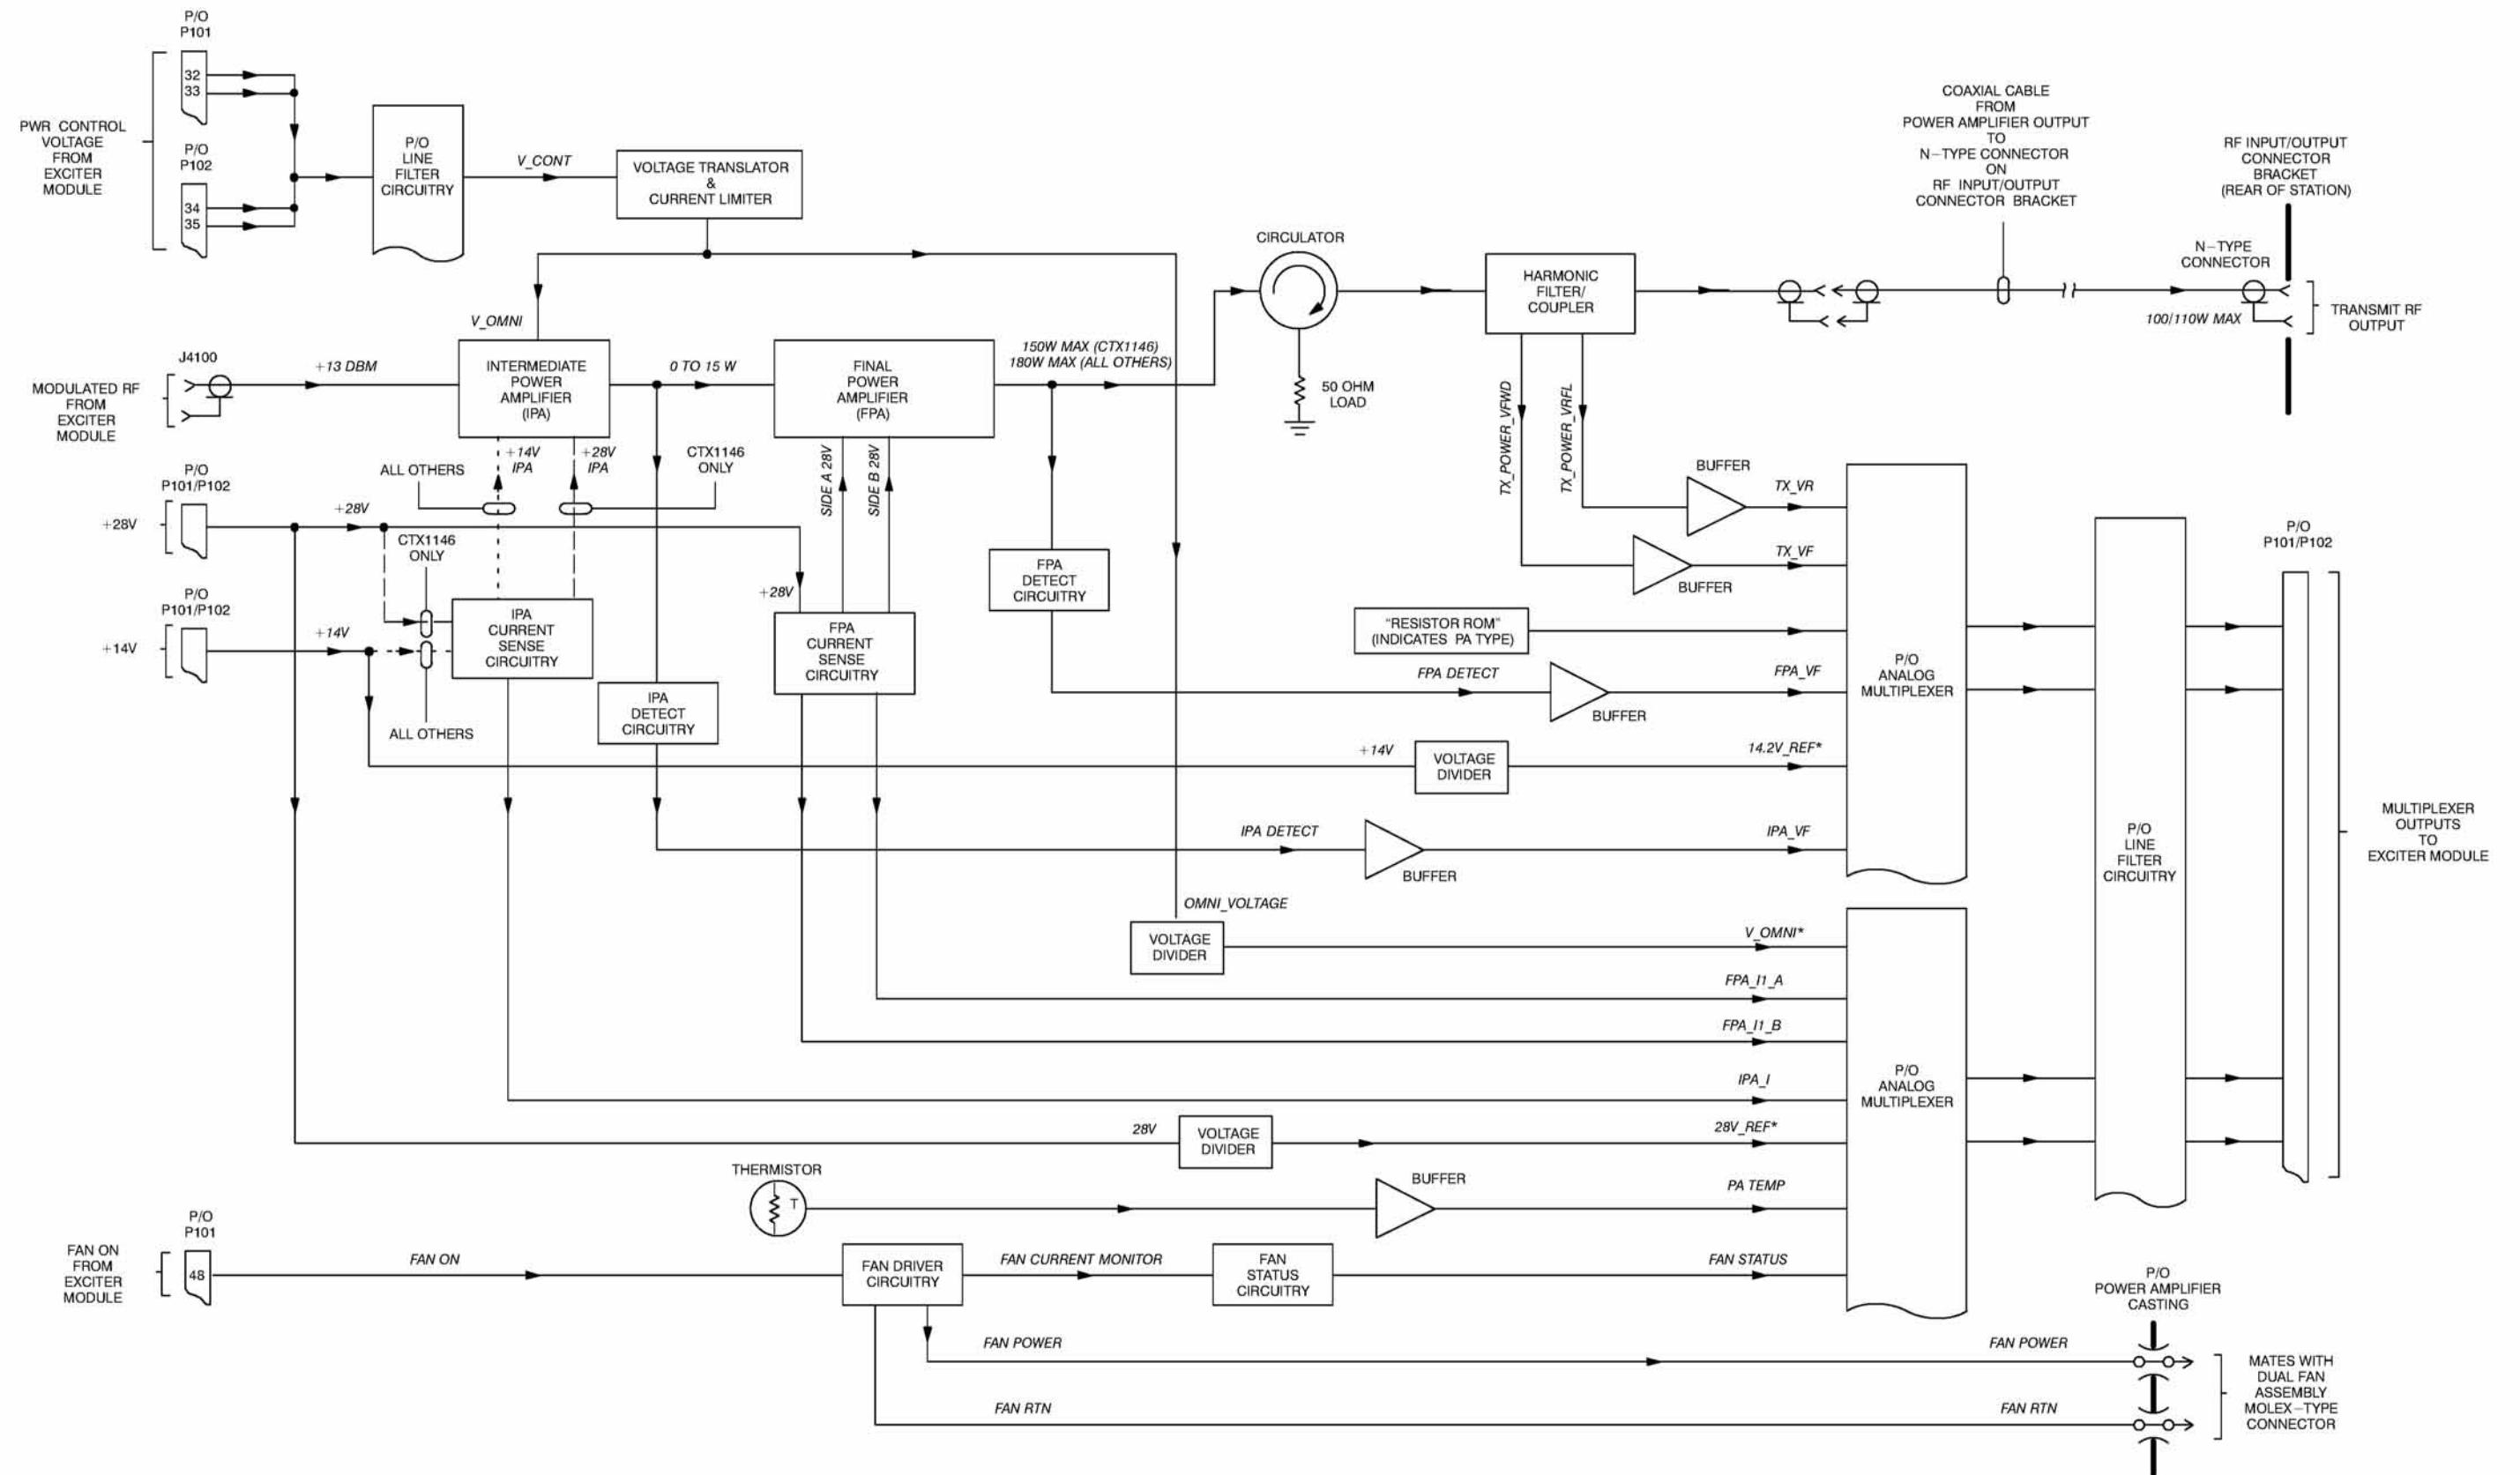 P/O
P101
32
33
PWR CONTROL
VOLTAGE
FROM
EXCITER
MODULE
P/O
P102
34
35
P/O
LINE
FILTER
CIRCUITRY
V_CONT
VOLTAGE TRANSLATOR
&
CURRENT LIMITER
COAXIAL CABLE
FROM
POWER AMPLIFIER OUTPUT
TO
N-TYPE CONNECTOR
ON
RF INPUT/OUTPUT
CONNECTOR BRACKET
RF INPUT/OUTPUT
CONNECTOR
BRACKET
(REAR OF STATION)
N-TYPE
CONNECTOR
100/110W MAX
TRANSMIT RF
OUTPUT
CIRCULATOR
50 OHM
LOAD
HARMONIC
FILTER/
COUPLER
V_OMNI
J4100
MODULATED RF
FROM
EXCITER
MODULE
+13 DBM
INTERMEDIATE
POWER
AMPLIFIER
(IPA)
0 TO 15 W
FINAL
POWER
AMPLIFIER
(FPA)
150W MAX (CTX1146)
180W MAX (ALL OTHERS)
TX_POWER_VFWD
TX_POWER_VRFL
ALL OTHERS
+14V
IPA
+28V
IPA
CTX1146
ONLY
SIDE A 28V
SIDE B 28V
P/O
P101/P102
+28V
+28V
CTX1146
ONLY
P/O
P101/P102
+14V
+14V
ALL OTHERS
IPA
CURRENT
SENSE
CIRCUITRY
IPA
DETECT
CIRCUITRY
+28V
FPA
CURRENT
SENSE
CIRCUITRY
FPA
DETECT
CIRCUITRY
BUFFER
TX_VR
TX_VF
BUFFER
"RESISTOR ROM"
(INDICATES PA TYPE)
FPA DETECT
FPA_VF
BUFFER
+14V
VOLTAGE
DIVIDER
14.2V_REF*
IPA DETECT
IPA_VF
BUFFER
P/O
ANALOG
MULTIPLEXER
P/O
LINE
FILTER
CIRCUITRY
P/O
P101/P102
MULTIPLEXER
OUTPUTS
TO
EXCITER MODULE
OMNI_VOLTAGE
VOLTAGE
DIVIDER
V_OMNI*
FPA_I1_A
FPA_I1_B
IPA_I
28V
VOLTAGE
DIVIDER
28V_REF*
P/O
ANALOG
MULTIPLEXER
THERMISTOR
T
BUFFER
PA TEMP
P/O
P101
FAN ON
FROM
EXCITER
MODULE
48
FAN ON
FAN DRIVER
CIRCUITRY
FAN CURRENT MONITOR
FAN
STATUS
CIRCUITRY
FAN STATUS
P/O
POWER AMPLIFIER
CASTING
FAN POWER
FAN POWER
FAN RTN
FAN RTN
MATES WITH
DUAL FAN
ASSEMBLY
MOLEX-TYPE
CONNECTOR